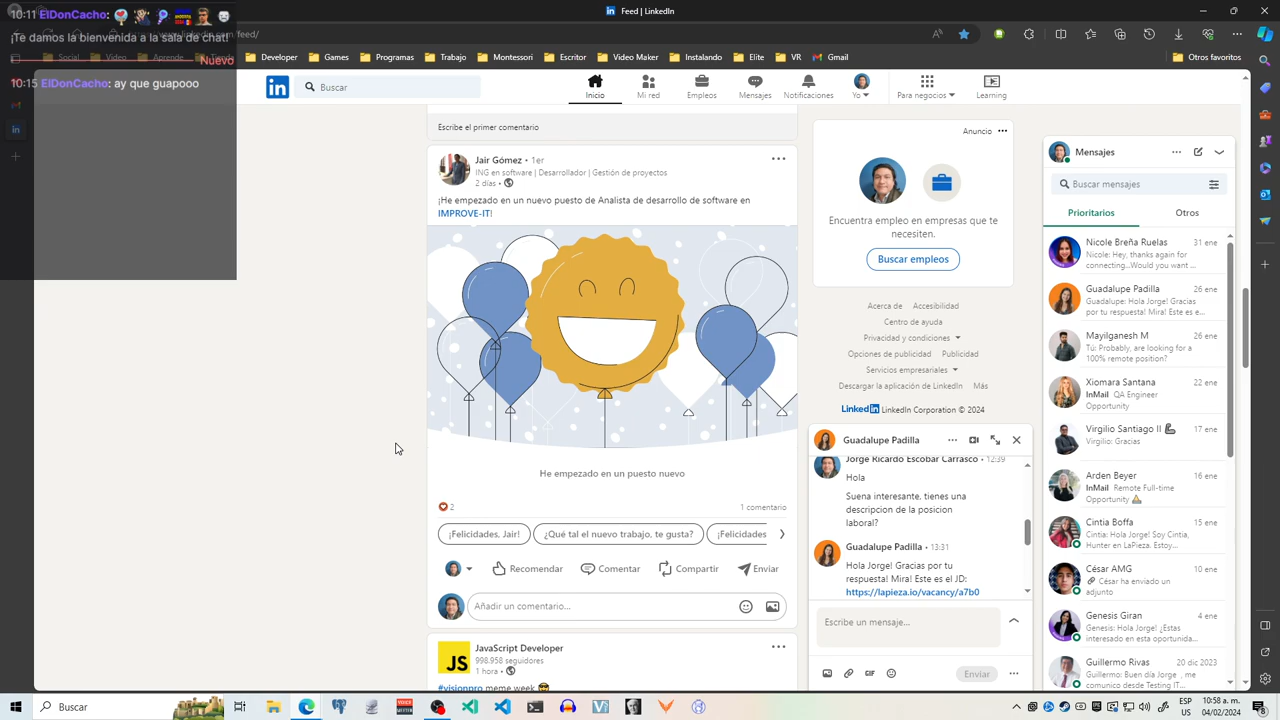 10:11 ElDonCacho:
¡Te damos la bienvenida a la sala de chat!
Nuevo
10:15 ElDonCacho: ay que guapooo
Feed | LinkedIn
/feed/
Social
Video
Aprende
Developer
Games
Programas
Trabajo
Montessori
Escritor
Video Maker
Instalando
Elite
VR
Gmail
Otros favoritos
in
Buscar
Inicio
Mi red
Empleos
Mensajes
Notificaciones
Yo
Para negocios
Learning
Escribe el primer comentario
Jair Gómez • 1er
ING en software | Desarrollador | Gestión de proyectos
2 días •
¡He empezado en un nuevo puesto de Analista de desarrollo de software en
IMPROVE-IT!
He empezado en un puesto nuevo
2
1 comentario
¡Felicidades, Jair!
¿Qué tal el nuevo trabajo, te gusta?
¡Felicidades
Recomendar
Comentar
Compartir
Enviar
Añadir un comentario...
JS
JavaScript Developer
998.958 seguidores
1 hora •
#visionpro meme week
Anuncio
Encuentra empleo en empresas que te
necesiten.
Buscar empleos
Acerca de
Accesibilidad
Centro de ayuda
Privacidad y condiciones
Opciones de publicidad
Publicidad
Servicios empresariales
Descargar la aplicación de LinkedIn
Más
LinkedIn LinkedIn Corporation © 2024
Guadalupe Padilla
Jorge Ricardo Escobar Carrasco • 12:39
Hola
Suena interesante, tienes una
descripcion de la posicion
laboral?
Guadalupe Padilla • 13:31
Hola Jorge! Gracias por tu
respuesta! Mira! Este es el JD:
https://lapieza.io/vacancy/a7b0
Escribe un mensaje...
GIF
Enviar
Mensajes
Buscar mensajes
Prioritarios
Otros
Nicole Breña Ruelas
31 ene
Nicole: Hey, thanks again for
connecting...Would you want ...
Guadalupe Padilla
26 ene
Guadalupe: Hola Jorge! Gracias
por tu respuesta! Mira! Este es e...
Mayilganesh M
26 ene
Tú: Probably, are looking for a
100% remote position?
Xiomara Santana
22 ene
InMail QA Engineer
Opportunity
Virgilio Santiago II
17 ene
Virgilio: Gracias
Arden Beyer
16 ene
InMail Remote Full-time
Opportunity
Cintia Boffa
15 ene
Cintia: Hola Jorge! Soy Cintia,
Hunter en LaPieza. Estoy...
César AMG
10 ene
César ha enviado un
adjunto
Genesis Giran
4 ene
Genesis: Hola Jorge! ¿Estas
interesado en esta oportunida...
Guillermo Rivas
20 dic 2023
Guillermo: Buen día Jorge , me
comunico desde Testing IT...
Buscar
ESP
US
10:58 a. m.
04/02/2024
8